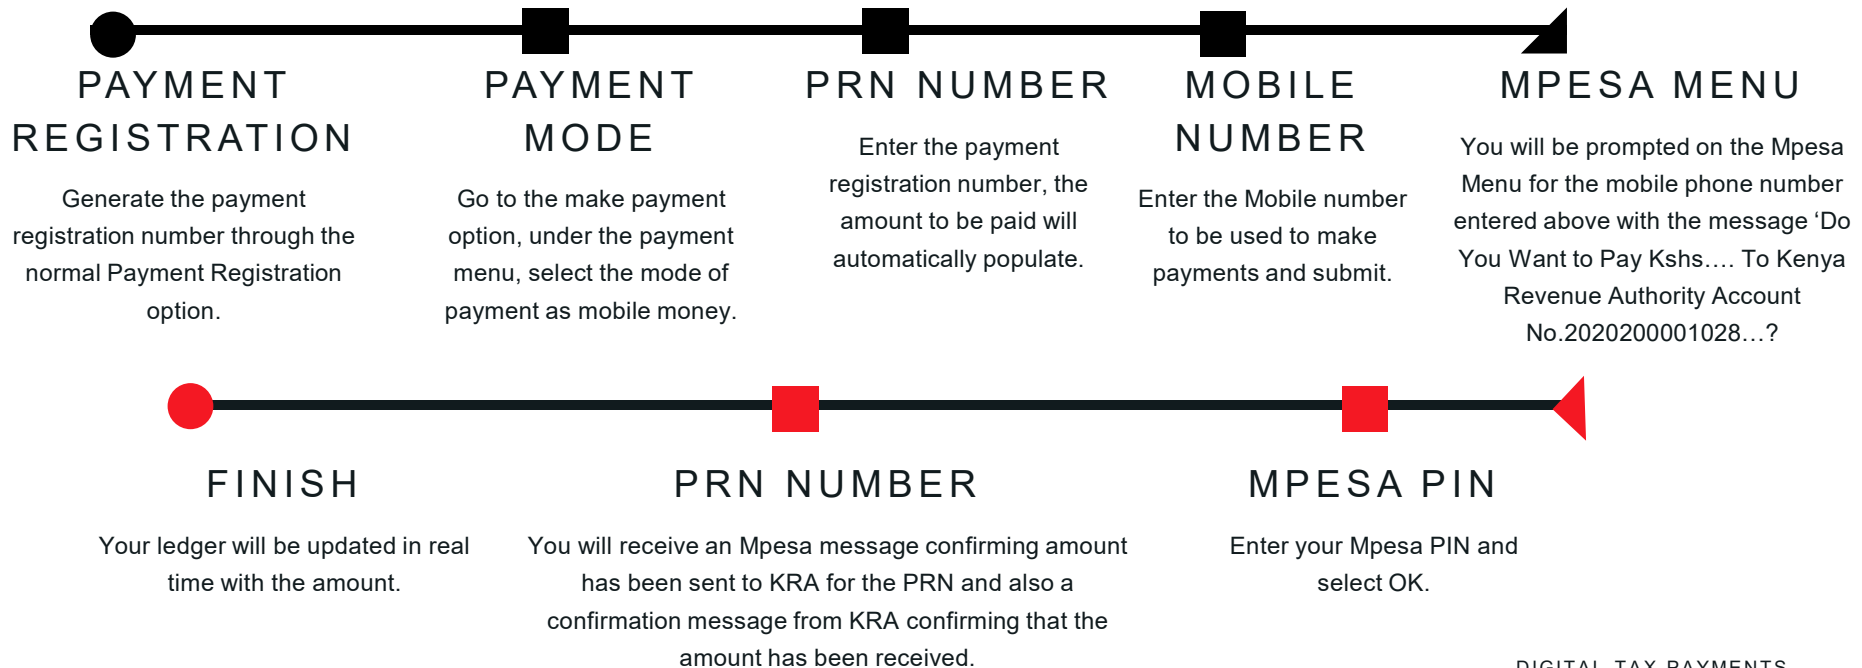 PAYMENT
REGISTRATION
Generate the payment
registration number through the
normal Payment Registration
option.
PAYMENT
MODE
Go to the make payment
option, under the payment
menu, select the mode of
payment as mobile money.
PRN NUMBER
Enter the payment
registration number, the
amount to be paid will
automatically populate.
MOBILE
NUMBER
Enter the Mobile number
to be used to make
payments and submit.
MPESA MENU
You will be prompted on the Mpesa
Menu for the mobile phone number
entered above with the message ‘Do
You Want to Pay Kshs…. To Kenya
Revenue Authority Account
No.2020200001028…?
FINISH
Your ledger will be updated in real
time with the amount.
PRN NUMBER
You will receive an Mpesa message confirming amount
has been sent to KRA for the PRN and also a
confirmation message from KRA confirming that the
amount has been received.
MPESA PIN
Enter your Mpesa PIN and
select OK.
DIGITAL TAX PAYMENTS